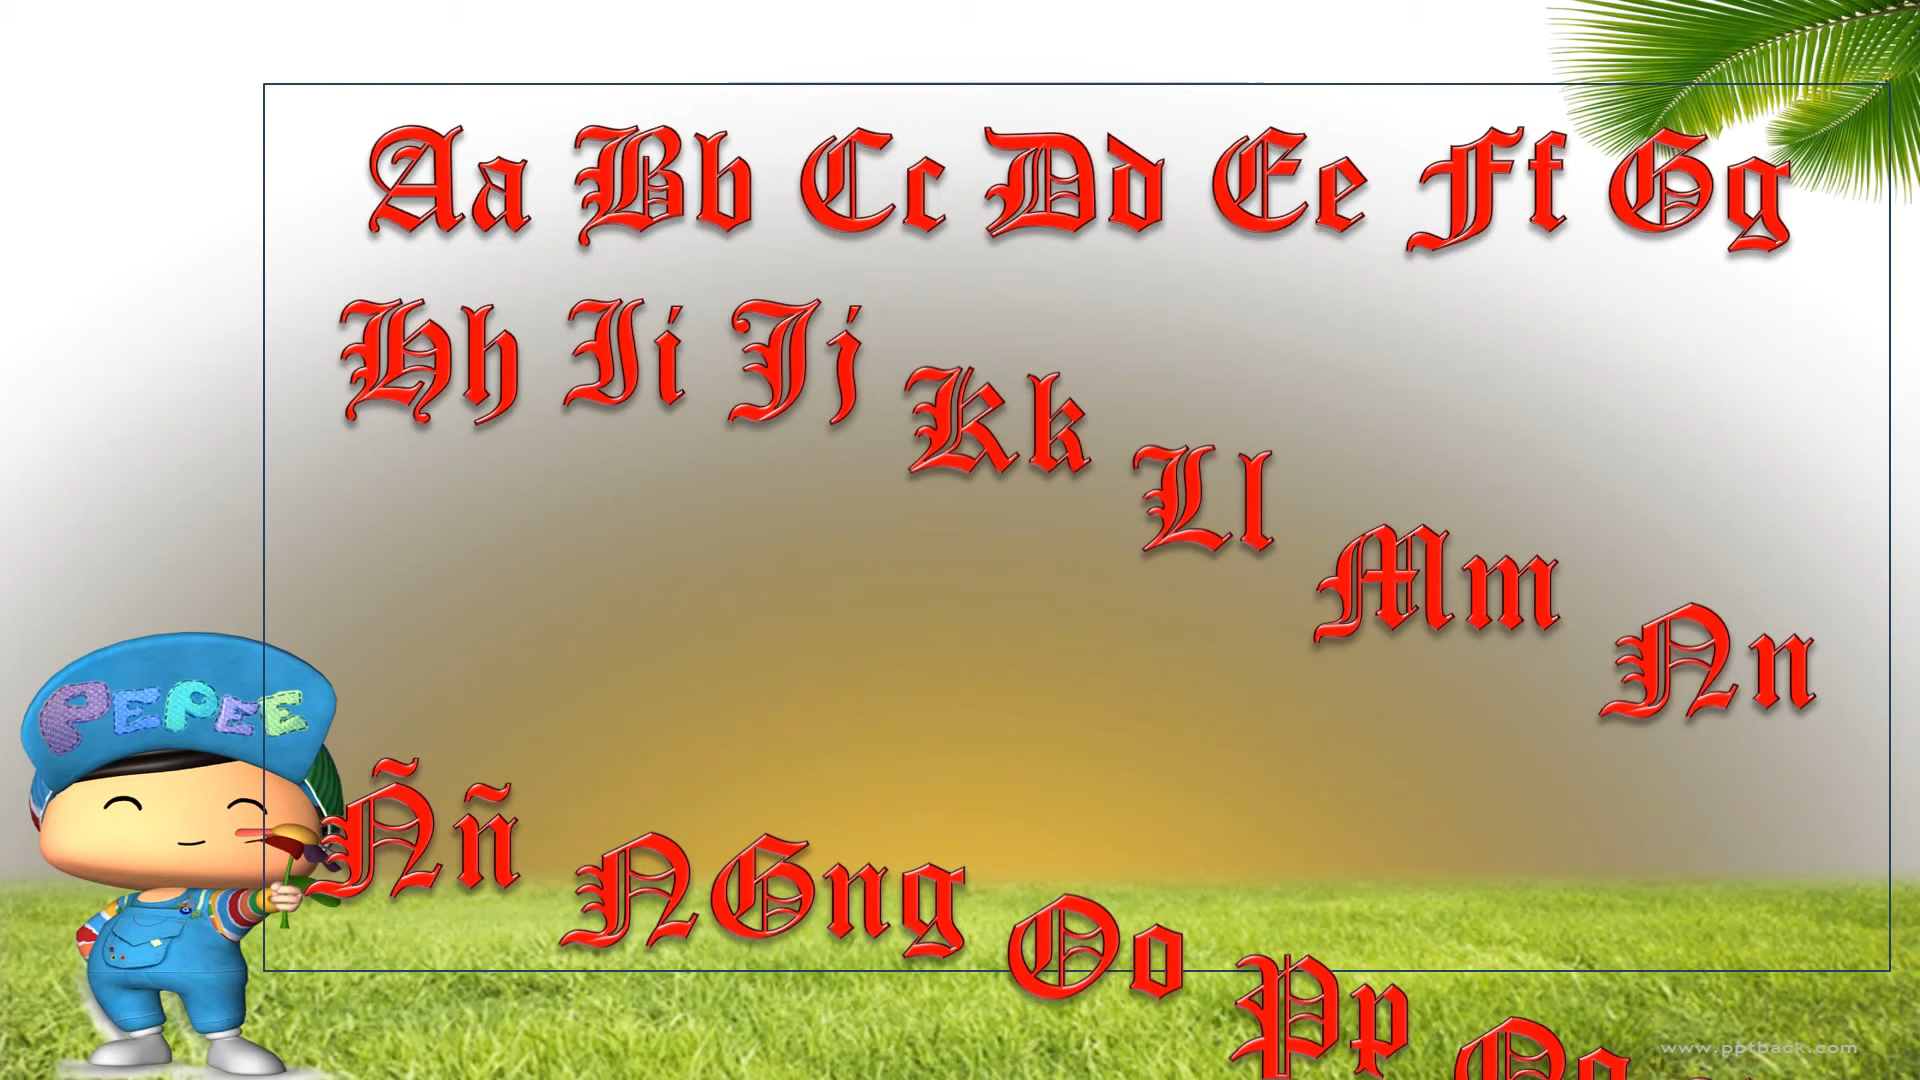 Aa Bb Cc Dd Ee Ff Gg
Hh Ii Jj Kk Ll Mm Nn
Ññ NGng Oo Pp Qq
PEPEE
www.pptback.com